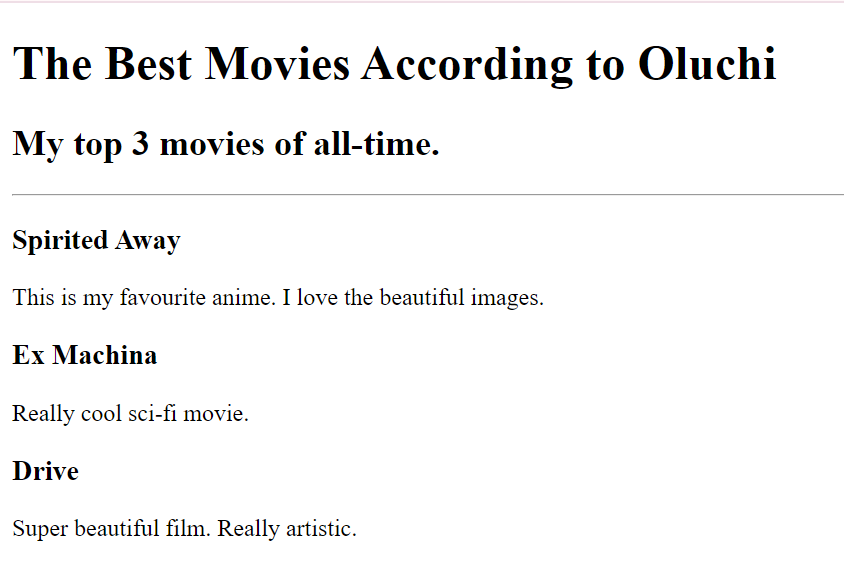 The Best Movies According to Oluchi
My top 3 movies of all-time.
Spirited Away
This is my favourite anime. I love the beautiful images.
Ex Machina
Really cool sci-fi movie.
Drive
Super beautiful film. Really artistic.